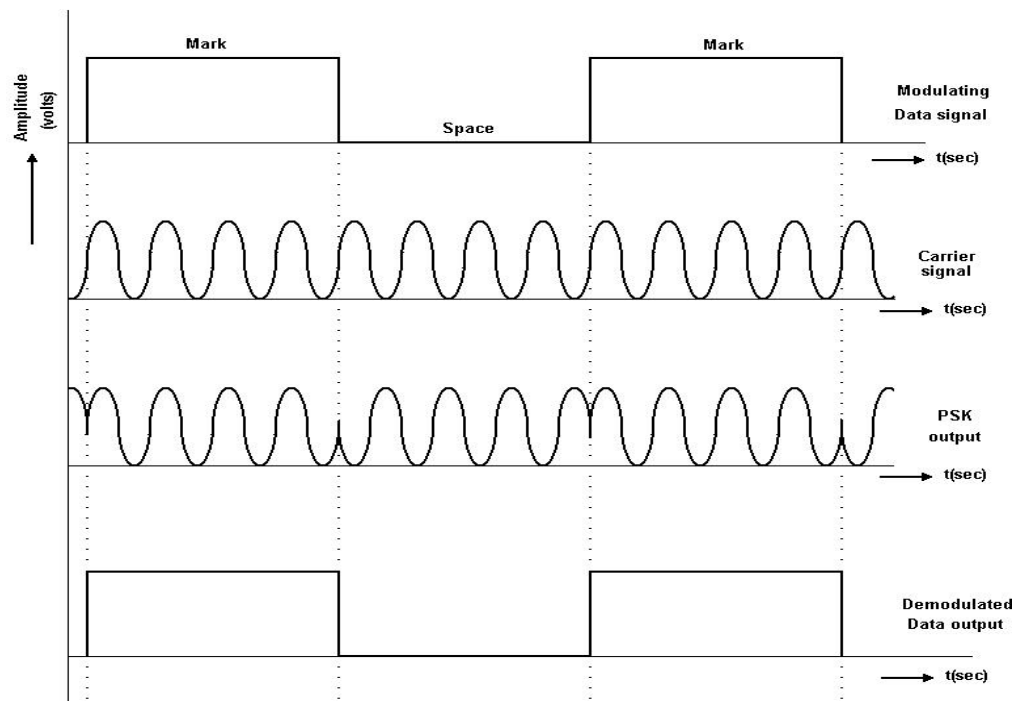 Mark
Mark
Amplitude
(volts)
Modulating
Data signal
Space
t(sec)
Carrier
signal
t(sec)
PSK
output
t(sec)
Demodulated
Data output
t(sec)